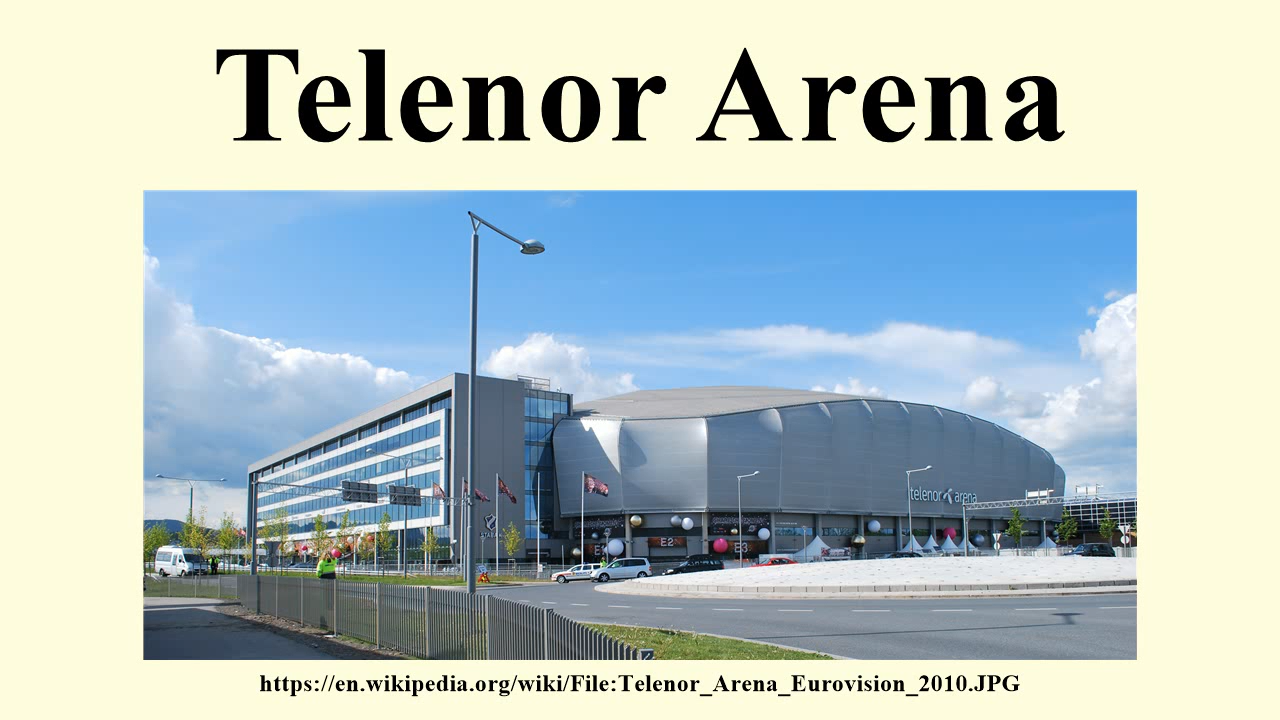 Telenor Arena
telenor arena
E2
E3
https://en.wikipedia.org/wiki/File:Telenor_Arena_Eurovision_2010.JPG